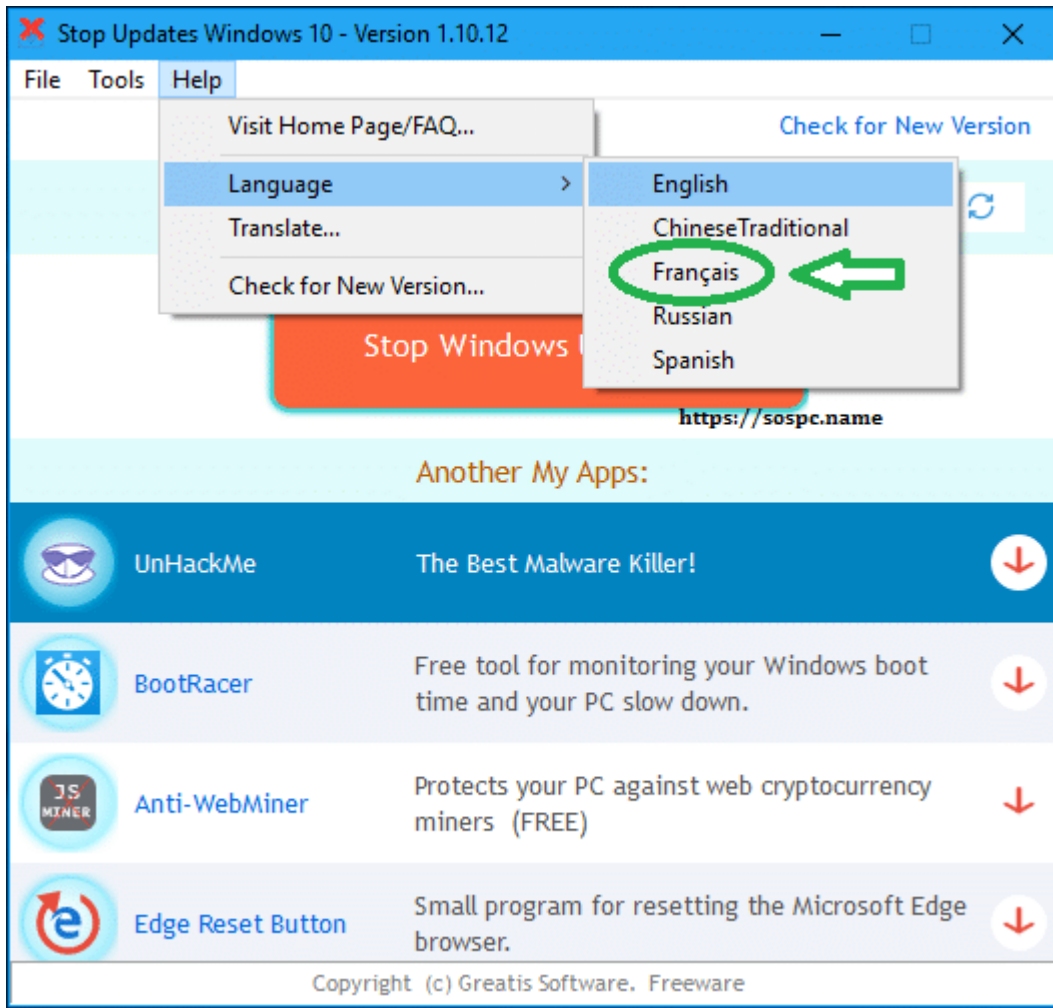 Stop Updates Windows 10 - Version 1.10.12
File Tools Help
Visit Home Page/FAQ...
Check for New Version
Language
English
Translate...
ChineseTraditional
Français
Check for New Version...
Russian
Stop Windows
Spanish
https://sospc.name
Another My Apps:
UnHackMe
The Best Malware Killer!
BootRacer
Free tool for monitoring your Windows boot
time and your PC slow down.
JS
MINER
Anti-WebMiner
Protects your PC against web cryptocurrency
miners (FREE)
Edge Reset Button
Small program for resetting the Microsoft Edge
browser.
Copyright (c) Greatis Software. Freeware